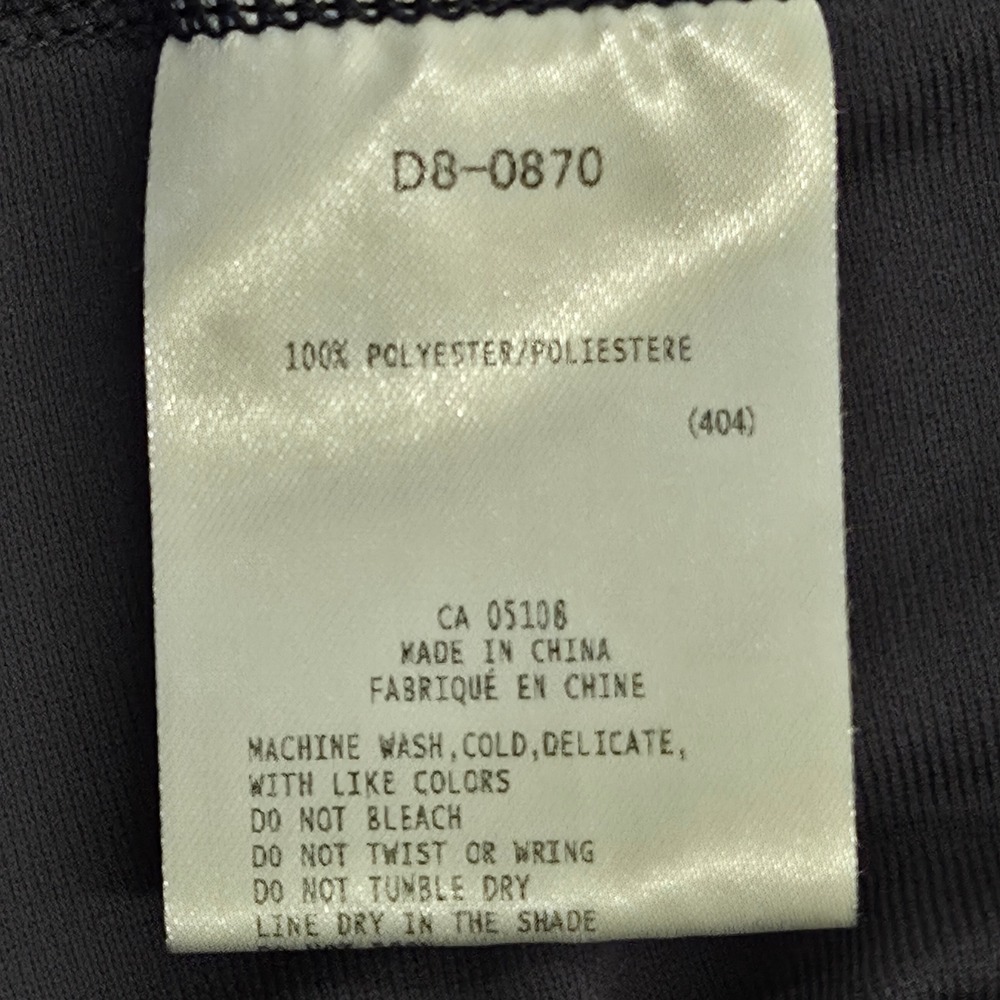 D8-0870
100% POLYESTER/POLIESTERE
(404)
CA 05108
MADE IN CHINA
FABRIQUÉ EN CHINE
MACHINE WASH,COLD,DELICATE,
WITH LIKE COLORS
DO NOT BLEACH
DO NOT TWIST OR WRING
DO NOT TUMBLE DRY
LINE DRY IN THE SHADE